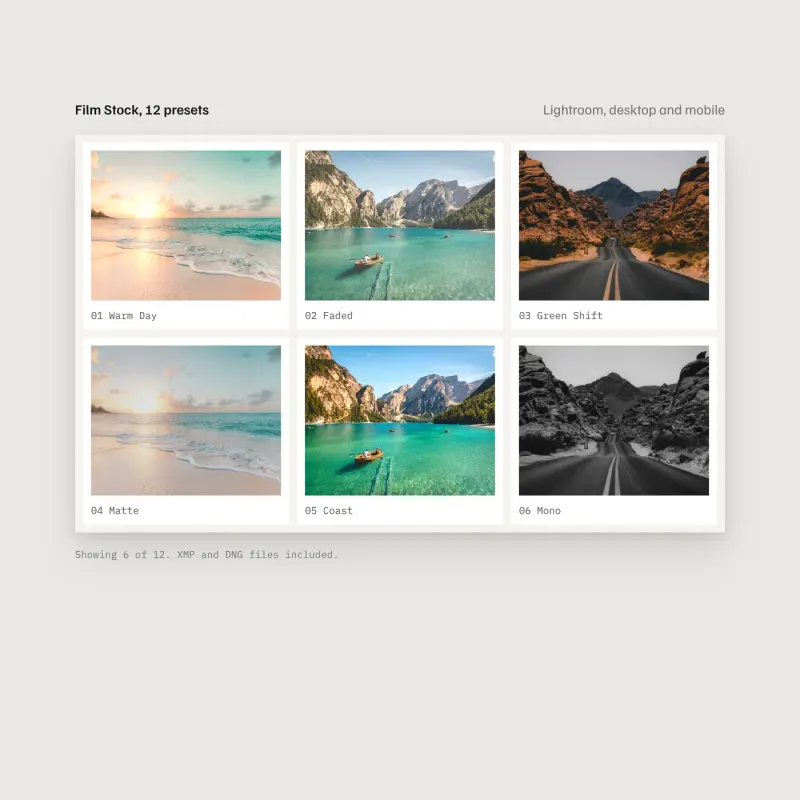 Film Stock, 12 presets
Lightroom, desktop and mobile
01 Warm Day
02 Faded
03 Green Shift
04 Matte
05 Coast
06 Mono
Showing 6 of 12. XMP and DNG files included.